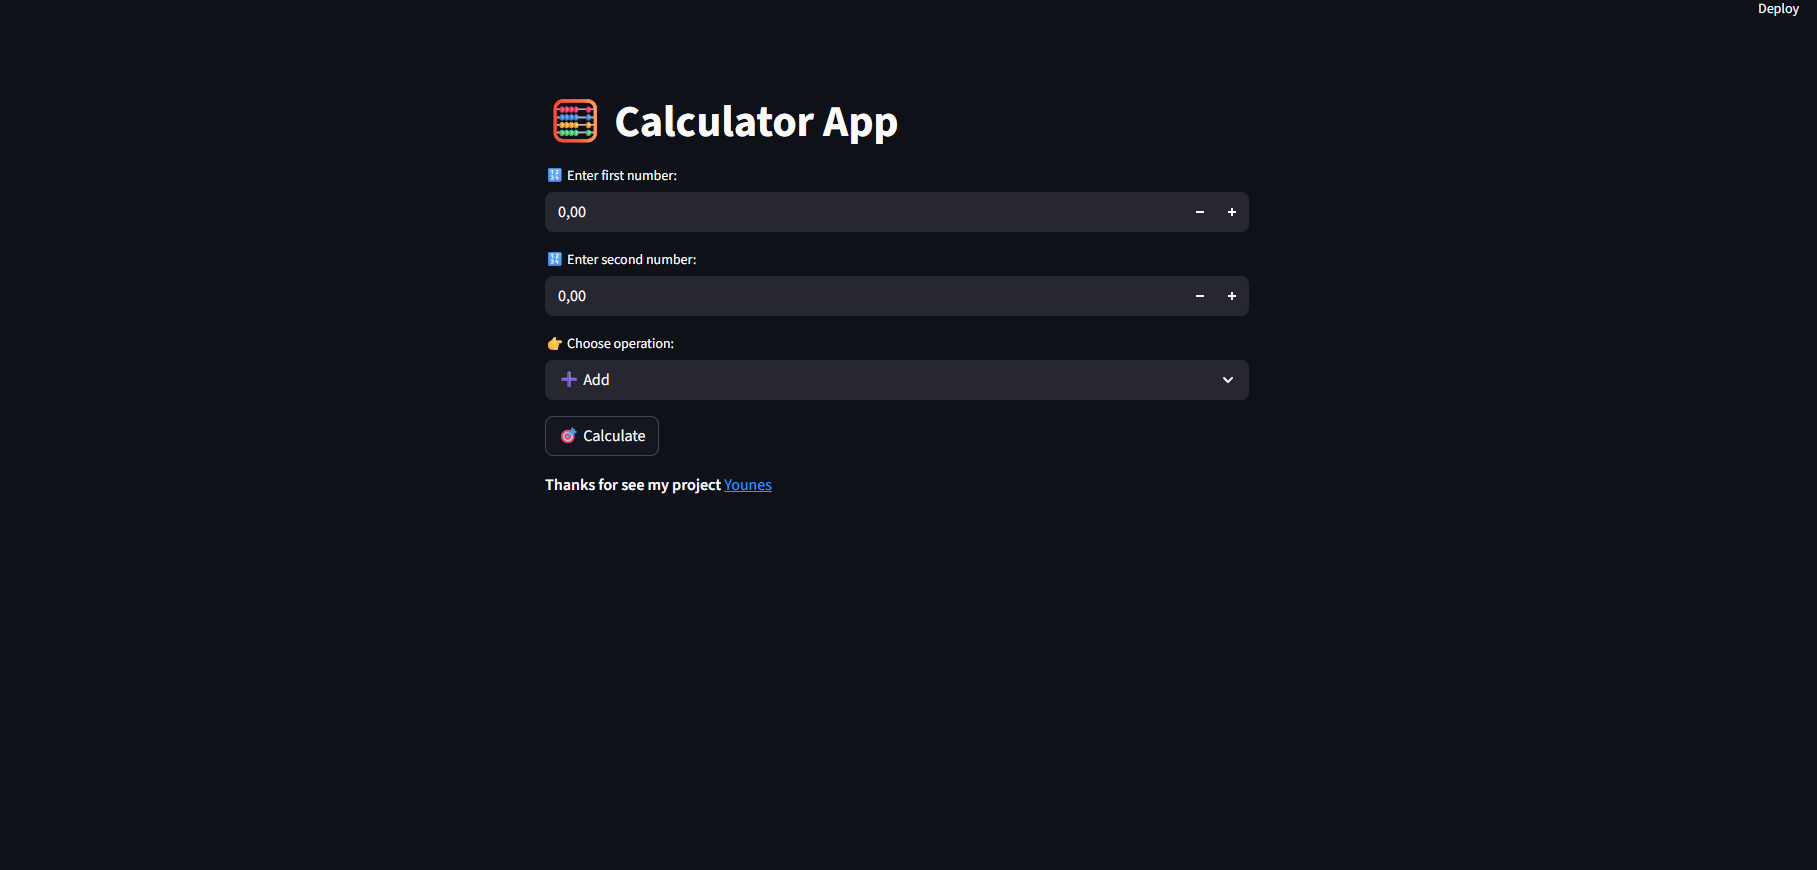 Deploy
🧮 Calculator App
🔢 Enter first number:
0,00
🔢 Enter second number:
0,00
👉 Choose operation:
➕ Add
🎯 Calculate
Thanks for see my project Younes